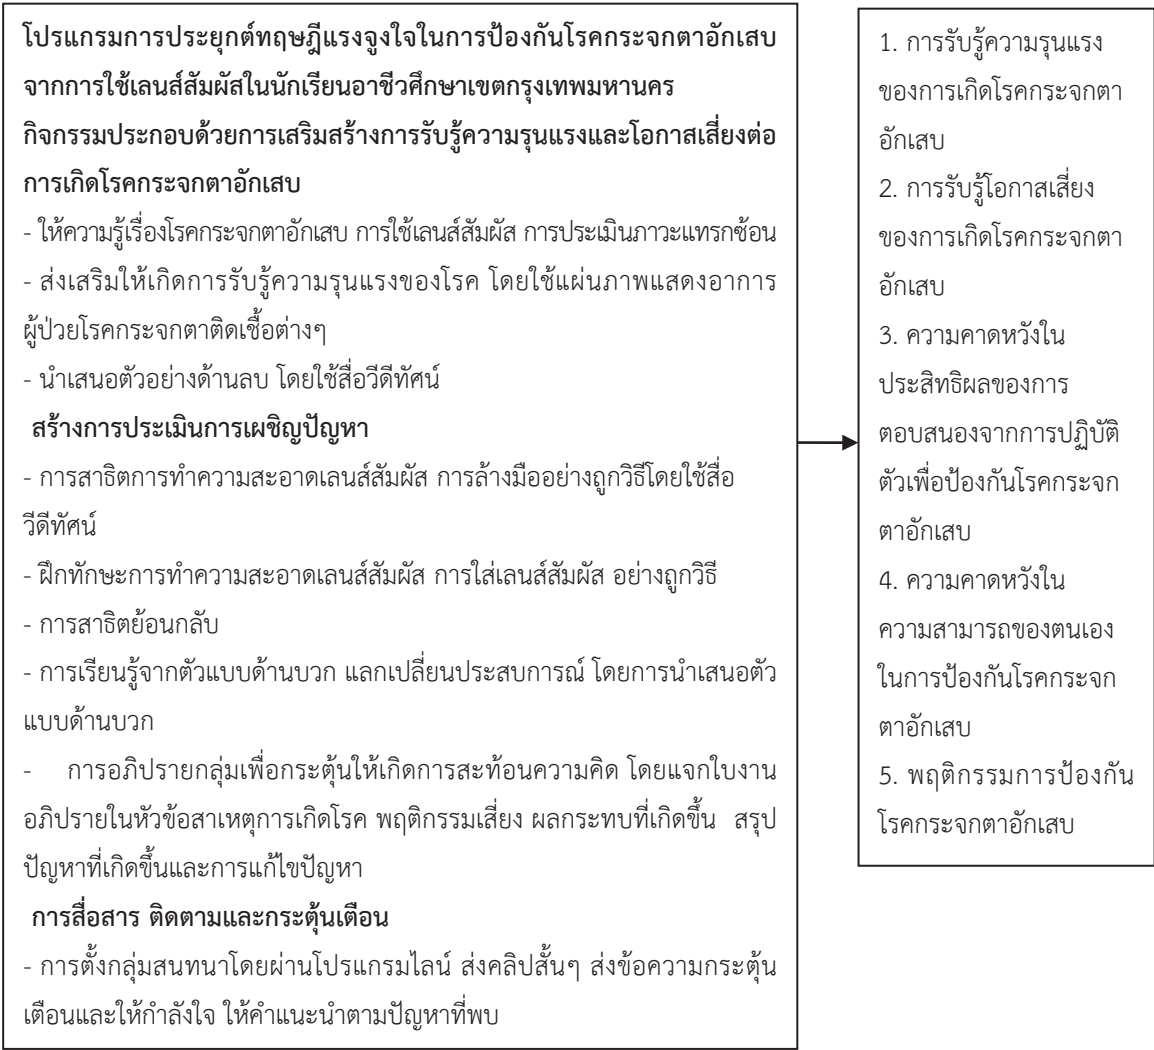 โปรแกรมการประยุกต์ทฤษฎีแรงจูงใจในการป้องกันโรคกระจกตาอักเสบ
จากการใช้เลนส์สัมผัสในนักเรียนอาชีวศึกษาเขตกรุงเทพมหานคร
กิจกรรมประกอบด้วยการเสริมสร้างการรับรู้ความรุนแรงและโอกาสเสี่ยงต่อ
การเกิดโรคกระจกตาอักเสบ
- ให้ความรู้เรื่องโรคกระจกตาอักเสบ การใช้เลนส์สัมผัส การประเมินภาวะแทรกซ้อน
- ส่งเสริมให้เกิดการรับรู้ความรุนแรงของโรค โดยใช้แผ่นภาพแสดงอาการ
ผู้ป่วยโรคกระจกตาติดเชื้อต่างๆ
- นำเสนอตัวอย่างด้านลบ โดยใช้สื่อวีดีทัศน์
สร้างการประเมินการเผชิญปัญหา
- การสาธิตการทำความสะอาดเลนส์สัมผัส การล้างมืออย่างถูกวิธีโดยใช้สื่อ
วีดีทัศน์
- ฝึกทักษะการทำความสะอาดเลนส์สัมผัส การใส่เลนส์สัมผัส อย่างถูกวิธี
- การสาธิตย้อนกลับ
- การเรียนรู้จากตัวแบบด้านบวก แลกเปลี่ยนประสบการณ์ โดยการนำเสนอตัว
แบบด้านบวก
- การอภิปรายกลุ่มเพื่อกระตุ้นให้เกิดการสะท้อนความคิด โดยแจกใบงาน
อภิปรายในหัวข้อสาเหตุการเกิดโรค พฤติกรรมเสี่ยง ผลกระทบที่เกิดขึ้น สรุป
ปัญหาที่เกิดขึ้นและการแก้ไขปัญหา
การสื่อสาร ติดตามและกระตุ้นเตือน
- การตั้งกลุ่มสนทนาโดยผ่านโปรแกรมไลน์ ส่งคลิปสั้นๆ ส่งข้อความกระตุ้น
เตือนและให้กำลังใจ ให้คำแนะนำตามปัญหาที่พบ
1. การรับรู้ความรุนแรง
ของการเกิดโรคกระจกตา
อักเสบ
2. การรับรู้โอกาสเสี่ยง
ของการเกิดโรคกระจกตา
อักเสบ
3. ความคาดหวังใน
ประสิทธิผลของการ
ตอบสนองจากการปฏิบัติ
ตัวเพื่อป้องกันโรคกระจก
ตาอักเสบ
4. ความคาดหวังใน
ความสามารถของตนเอง
ในการป้องกันโรคกระจก
ตาอักเสบ
5. พฤติกรรมการป้องกัน
โรคกระจกตาอักเสบ